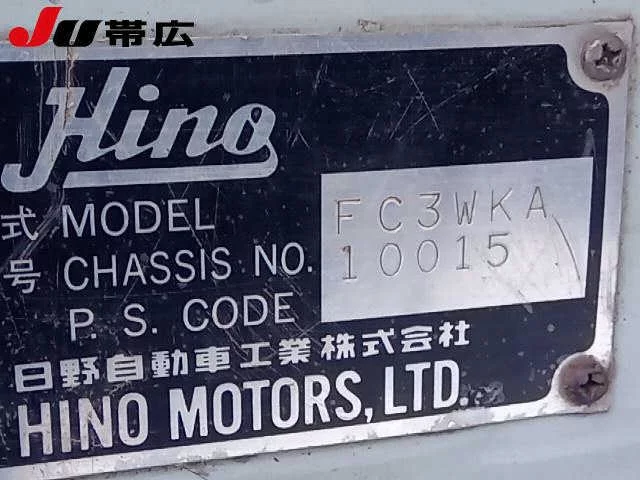 JU帯広
Hino
式 MODEL FC3WKA
号 CHASSIS NO. 10015
P. S. CODE
日野自動車工業株式会社
HINO MOTORS, LTD.